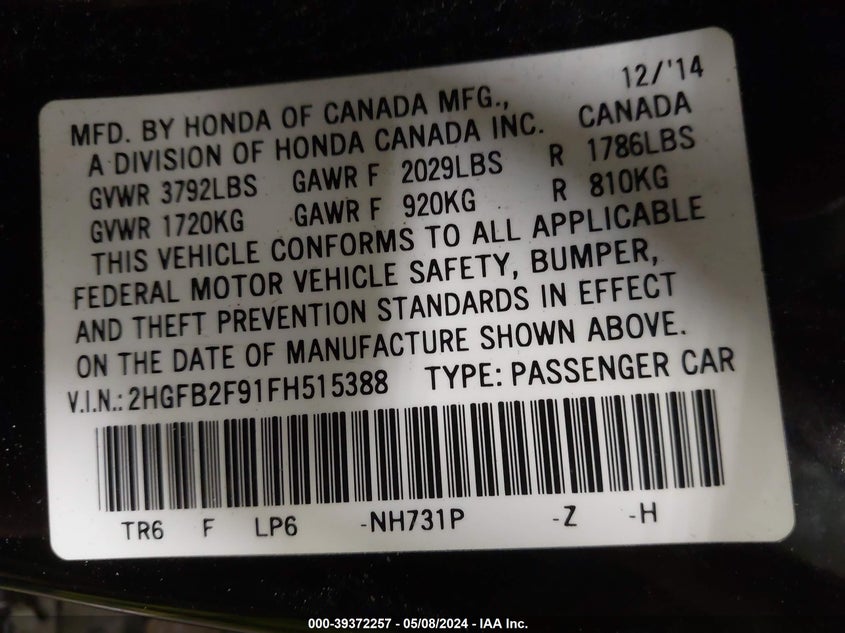 12/'14
MFD. BY HONDA OF CANADA MFG.,
A DIVISION OF HONDA CANADA INC. CANADA
GVWR 3792LBS GAWR F 2029LBS R 1786LBS
GVWR 1720KG GAWR F 920KG R 810KG
THIS VEHICLE CONFORMS TO ALL APPLICABLE
FEDERAL MOTOR VEHICLE SAFETY, BUMPER,
AND THEFT PREVENTION STANDARDS IN EFFECT
ON THE DATE OF MANUFACTURE SHOWN ABOVE.
V.I.N.: 2HGFB2F91FH515388 TYPE: PASSENGER CAR
TR6 F LP6 -NH731P -Z -H
000-39372257 - 05/08/2024 - IAA Inc.